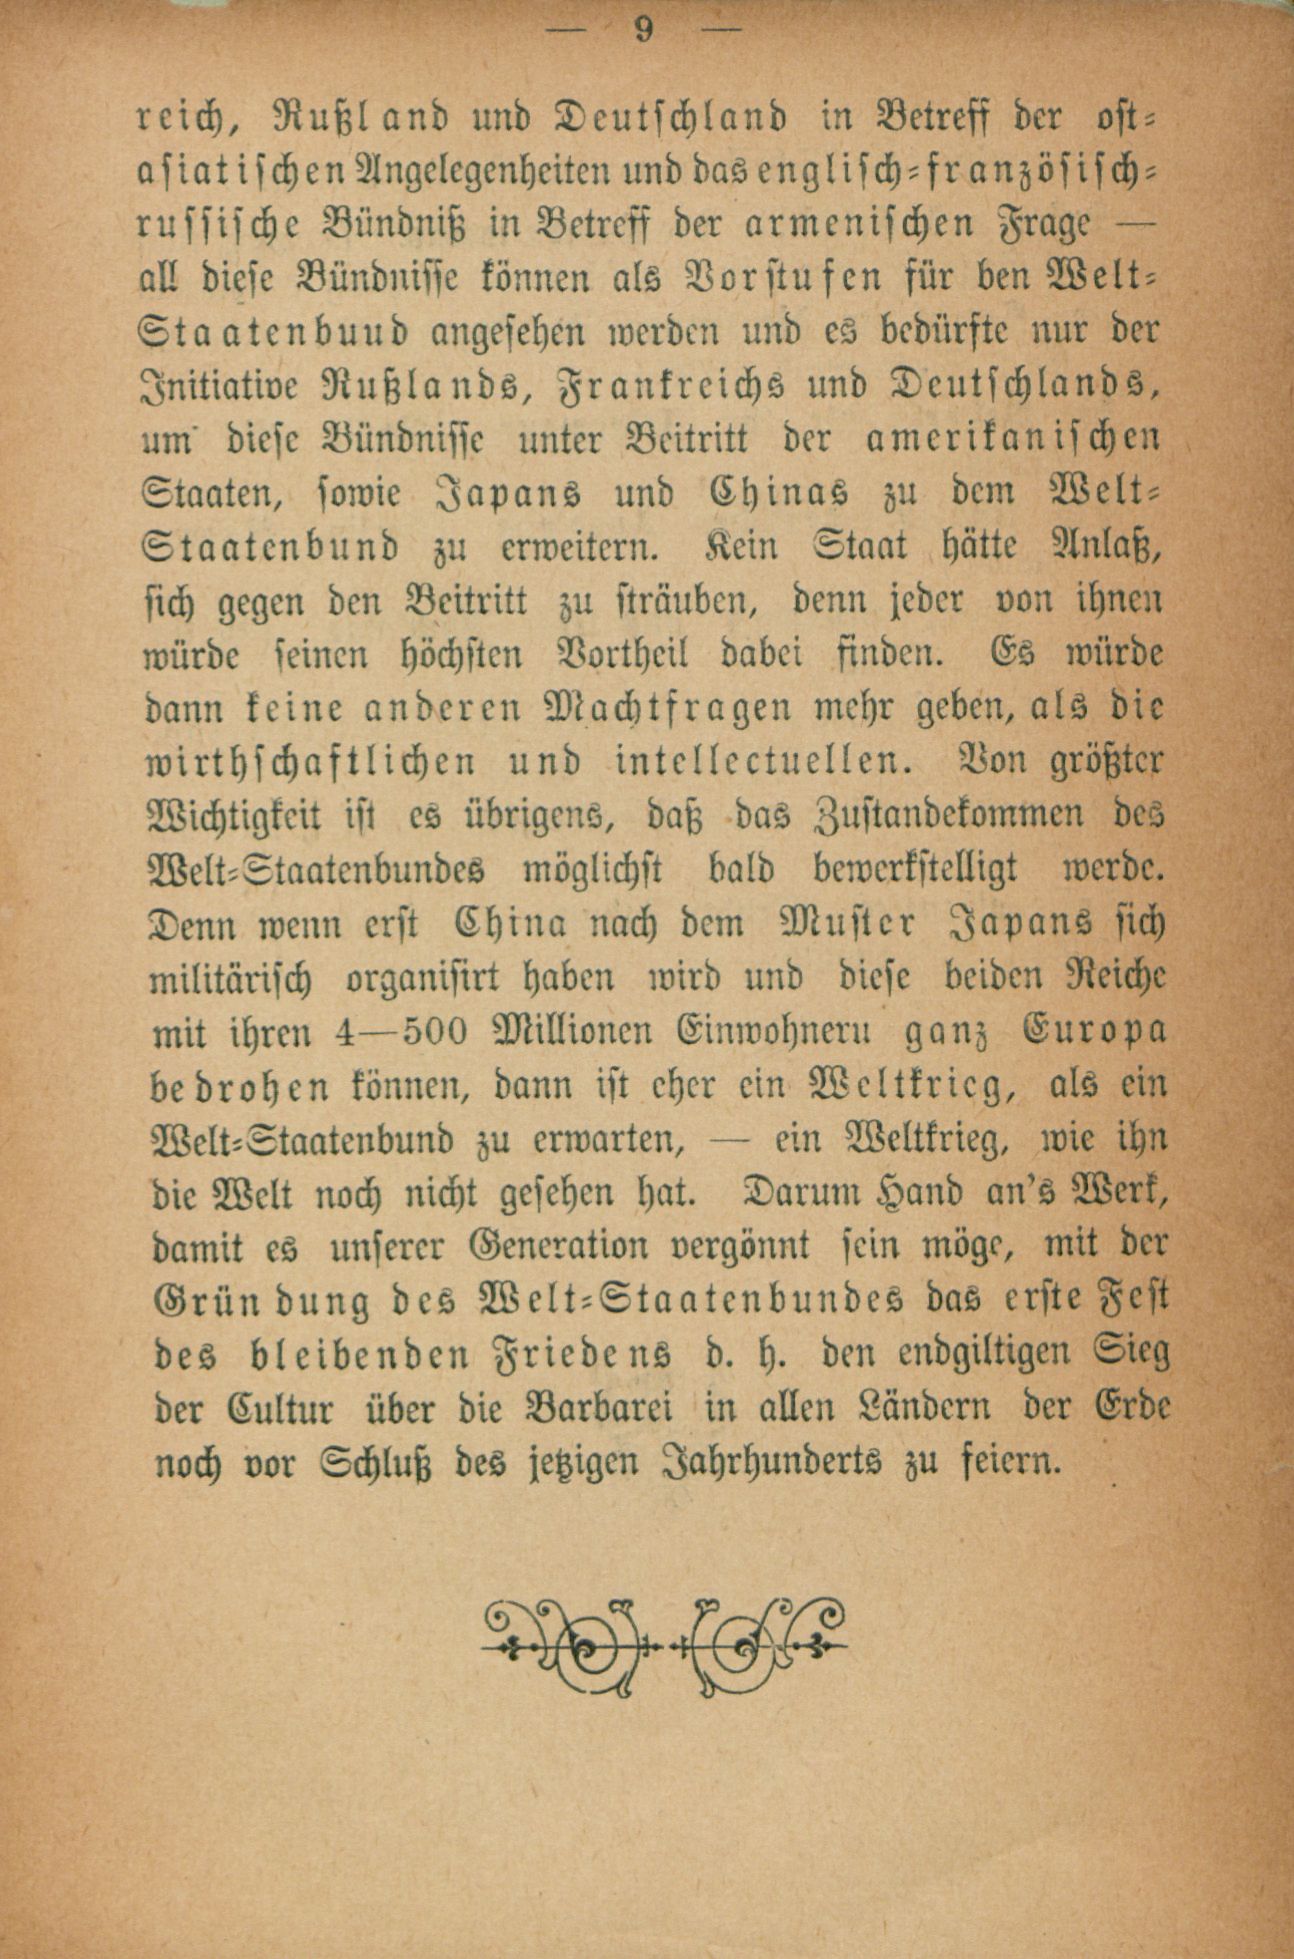 — 9 —
reich, Rußland und Deutschland in Betreff der ost-
asiatischen Angelegenheiten und das englisch-französisch-
russische Bündniß in Betreff der armenischen Frage —
all diese Bündnisse können als Vorstufen für ben Welt-
Staatenbuud angesehen werden und es bedürfte nur der
Initiative Rußlands, Frankreichs und Deutschlands,
um diese Bündnisse unter Beitritt der amerikanischen
Staaten, sowie Japans und Chinas zu dem Welt-
Staatenbund zu erweitern. Kein Staat hätte Anlaß,
sich gegen den Beitritt zu sträuben, denn jeder von ihnen
würde seinen höchsten Vortheil dabei finden. Es würde
dann keine anderen Machtfragen mehr geben, als die
wirthschaftlichen und intellectuellen. Von größter
Wichtigkeit ist es übrigens, daß das Zustandekommen des
Welt-Staatenbundes möglichst bald bewerkstelligt werde.
Denn wenn erst China nach dem Muster Japans sich
militärisch organisirt haben wird und diese beiden Reiche
mit ihren 4—500 Millionen Einwohneru ganz Europa
bedrohen können, dann ist eher ein Weltkrieg, als ein
Welt-Staatenbund zu erwarten, — ein Weltkrieg, wie ihn
die Welt noch nicht gesehen hat. Darum Hand an's Werk,
damit es unserer Generation vergönnt sein möge, mit der
Gründung des Welt-Staatenbundes das erste Fest
des bleibenden Friedens d. h. den endgiltigen Sieg
der Cultur über die Barbarei in allen Ländern der Erde
noch vor Schluß des jetzigen Jahrhunderts zu feiern.